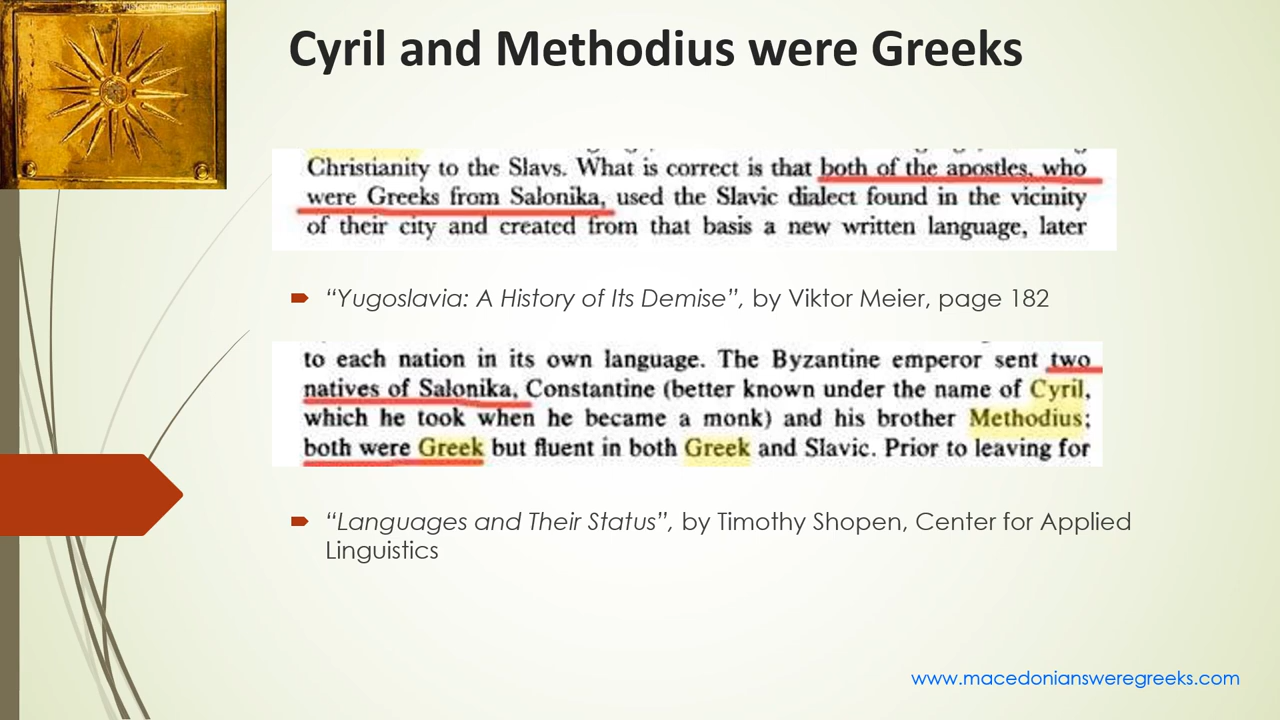 Cyril and Methodius were Greeks
Christianity to the Slavs. What is correct is that both of the apostles, who
were Greeks from Salonika, used the Slavic dialect found in the vicinity
of their city and created from that basis a new written language, later
“Yugoslavia: A History of Its Demise”, by Viktor Meier, page 182
to each nation in its own language. The Byzantine emperor sent two
natives of Salonika, Constantine (better known under the name of Cyril,
which he took when he became a monk) and his brother Methodius;
both were Greek but fluent in both Greek and Slavic. Prior to leaving for
“Languages and Their Status”, by Timothy Shopen, Center for Applied
Linguistics
www.macedoniansweregreeks.com